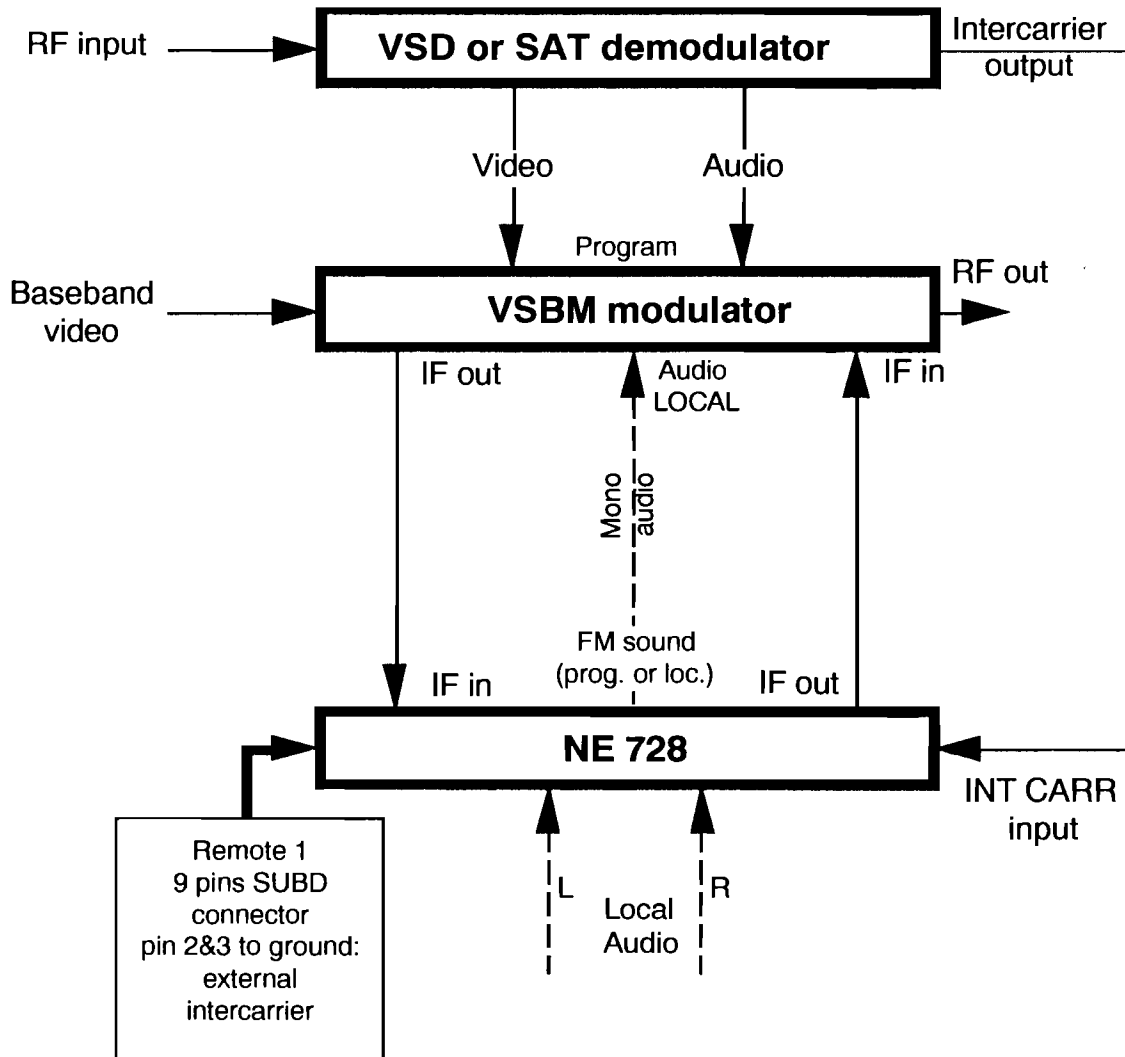 RF input
VSD or SAT demodulator
Intercarrier
output
Video
Audio
Program
Baseband
video
VSBM modulator
RF out
IF out
Audio
LOCAL
IF in
Mono
audio
FM sound
(prog. or loc.)
IF in
IF out
NE 728
INT CARR
input
Remote 1
9 pins SUBD
connector
pin 2&3 to ground:
external
intercarrier
L
R
Local
Audio